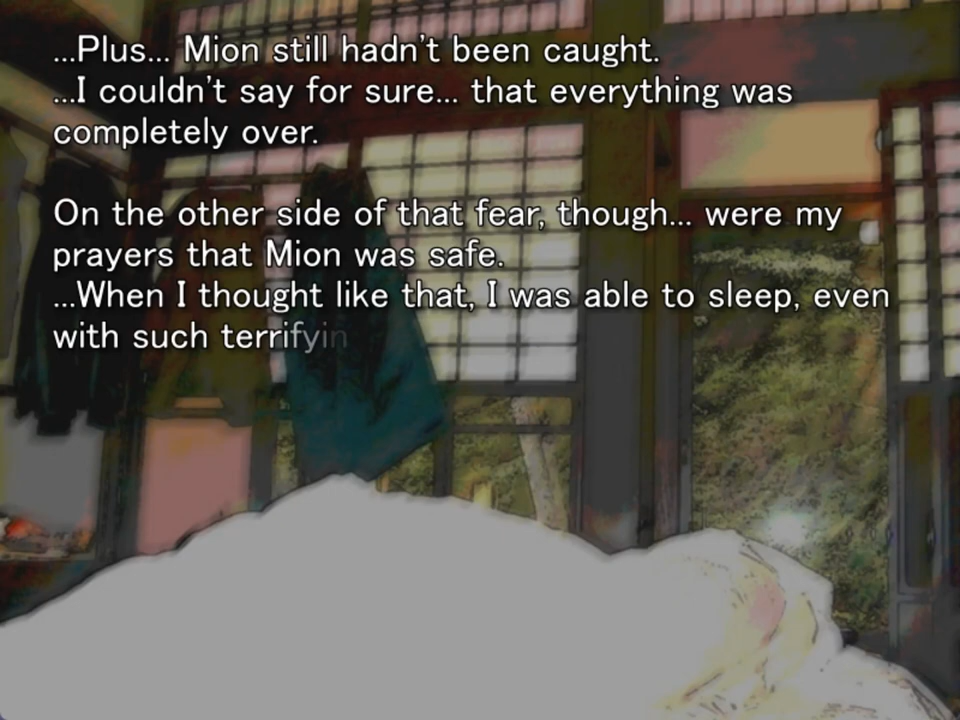 ...Plus... Mion still hadn't been caught.
...I couldn't say for sure... that everything was
completely over.
On the other side of that fear, though... were my
prayers that Mion was safe.
...When I thought like that, I was able to sleep, even
with such terrifyin